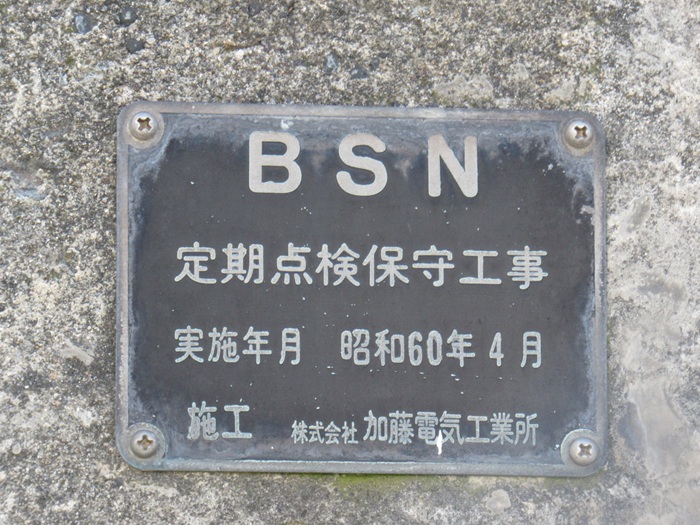 BSN
定期点検保守工事
実施年月 昭和60年4月
施工 株式会社 加藤電気工業所